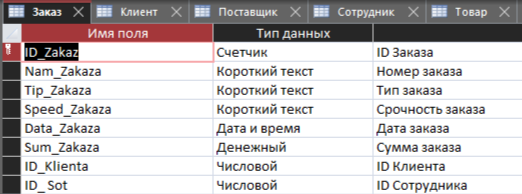 Заказ Клиент Поставщик Сотрудник Товар
Имя поля Тип данных
ID_Zakaz Счетчик ID Заказа
Nam_Zakaza Короткий текст Номер заказа
Tip_Zakaza Короткий текст Тип заказа
Speed_Zakaza Короткий текст Срочность заказа
Data_Zakaza Дата и время Дата заказа
Sum_Zakaza Денежный Сумма заказа
ID_Klienta Числовой ID Клиента
ID_ Sot Числовой ID Сотрудника